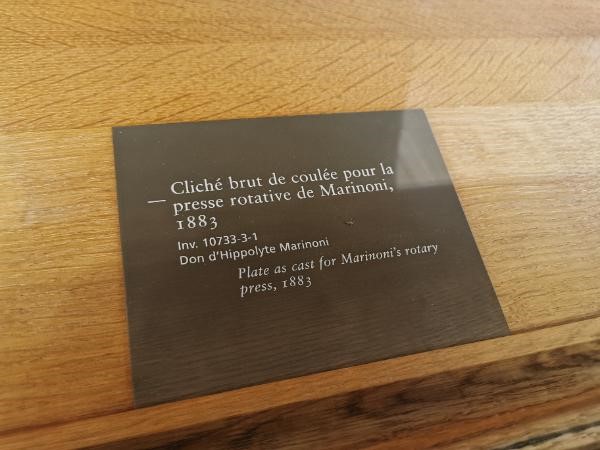 — Cliché brut de coulée pour la
presse rotative de Marinoni,
1883
Inv. 10733-3-1
Don d'Hippolyte Marinoni
Plate as cast for Marinoni's rotary
press, 1883